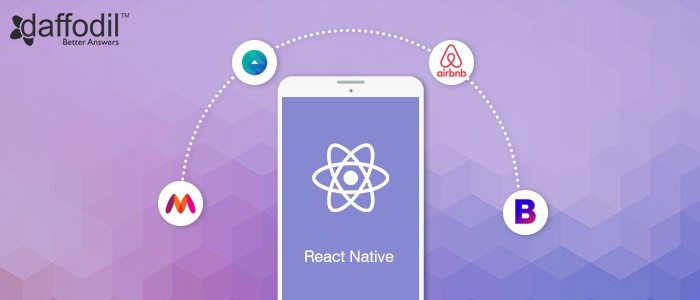 daffodil™
Better Answers
airbnb
M
B
React Native